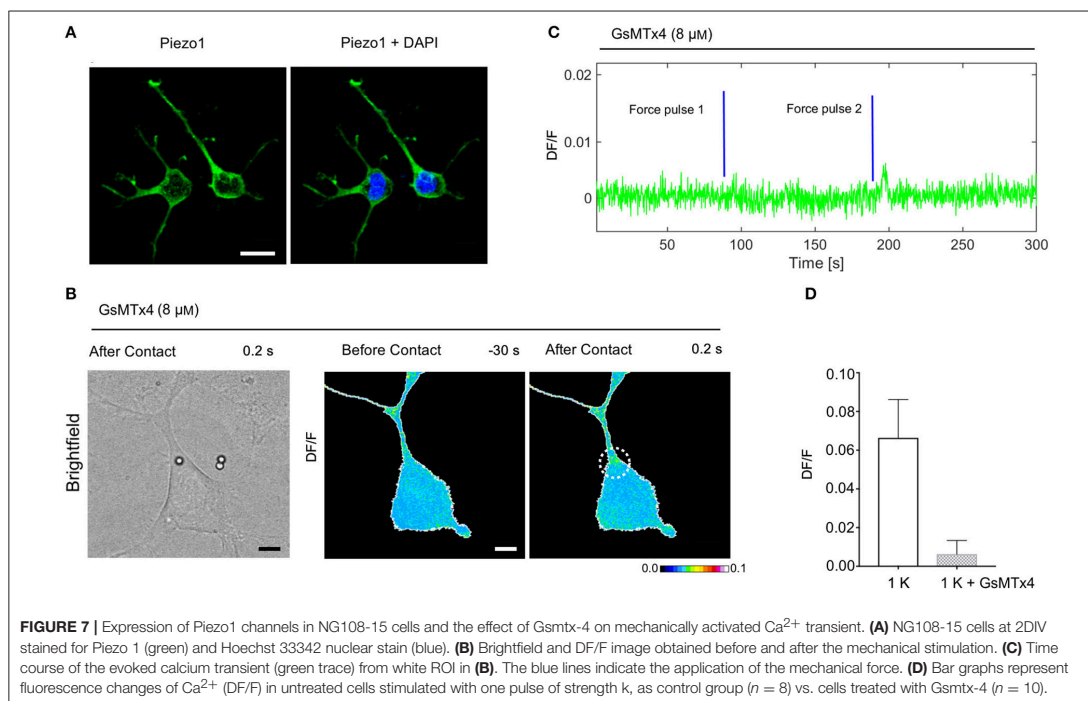 A
Piezo1 Piezo1 + DAPI
C
GsMTx4 (8 µM)
0.02
0.01
0
DF/F
Force pulse 1
Force pulse 2
50 100 150 200 250 300
Time [s]
B
GsMTx4 (8 µM)
After Contact 0.2 s
Before Contact -30 s
After Contact 0.2 s
Brightfield
DF/F
0.0 0.1
D
DF/F
0.10
0.08
0.06
0.04
0.02
0.00
1 K 1 K + GsMTx4
FIGURE 7 | Expression of Piezo1 channels in NG108-15 cells and the effect of Gsmtx-4 on mechanically activated Ca2+ transient. (A) NG108-15 cells at 2DIV
stained for Piezo 1 (green) and Hoechst 33342 nuclear stain (blue). (B) Brightfield and DF/F image obtained before and after the mechanical stimulation. (C) Time
course of the evoked calcium transient (green trace) from white ROI in (B). The blue lines indicate the application of the mechanical force. (D) Bar graphs represent
fluorescence changes of Ca2+ (DF/F) in untreated cells stimulated with one pulse of strength k, as control group (n = 8) vs. cells treated with Gsmtx-4 (n = 10).